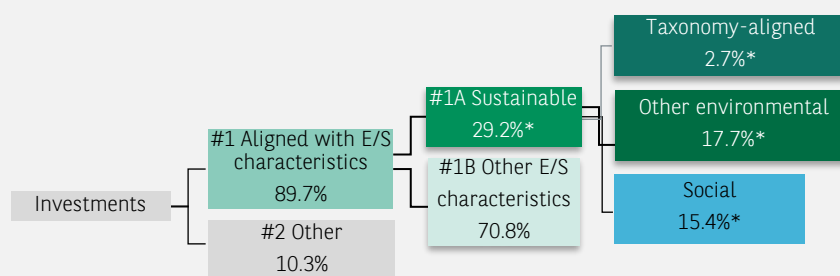 Investments
#1 Aligned with E/S
characteristics
89.7%
#2 Other
10.3%
#1A Sustainable
29.2%*
#1B Other E/S
characteristics
70.8%
Taxonomy-aligned
2.7%*
Other environmental
17.7%*
Social
15.4%*